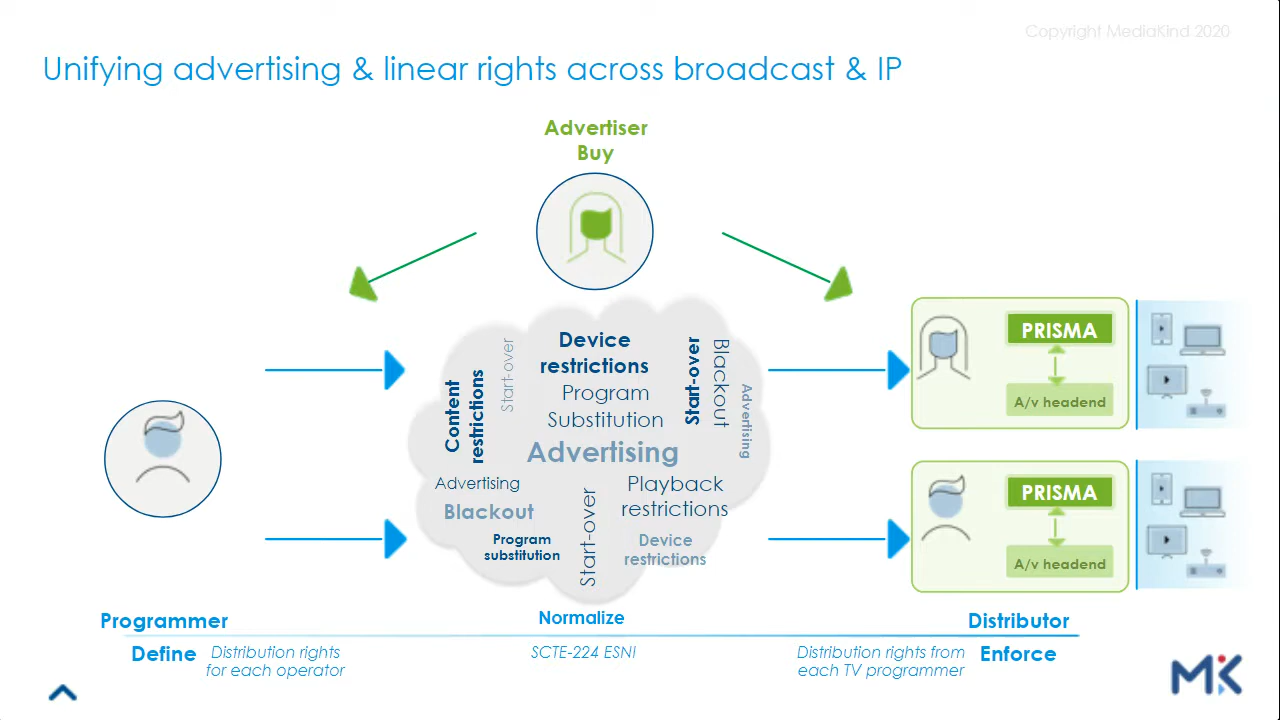 Copyright MediaKind 2020
Unifying advertising & linear rights across broadcast & IP
Advertiser
Buy
Device
restrictions
Program
Substitution
Start-over
Content
restrictions
Start-over
Blackout
Advertising
Advertising
Advertising
Blackout
Playback
restrictions
Program
substitution
Start-over
Device
restrictions
PRISMA
A/v headend
PRISMA
A/v headend
Programmer
Normalize
Distributor
Define
Distribution rights
for each operator
SCTE-224 ESNI
Distribution rights from
each TV programmer
Enforce
MK